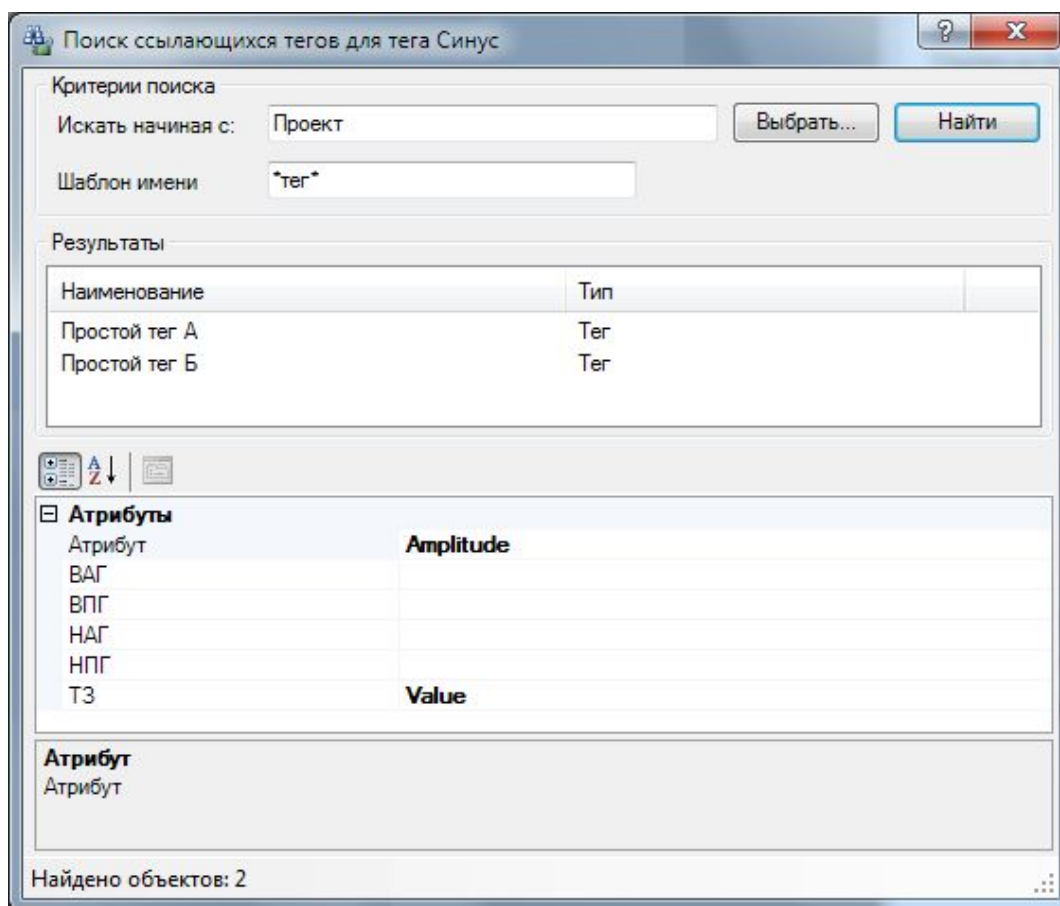 Поиск ссылающихся тегов для тега Синус
Критерии поиска
Искать начиная с: Проект Выбрать... Найти
Шаблон имени *тег*
Результаты
Наименование Тип
Простой тег А Тег
Простой тег Б Тег
Атрибуты
Атрибут Amplitude
ВАГ
ВПГ
НАГ
НПГ
ТЗ Value
Атрибут
Атрибут
Найдено объектов: 2